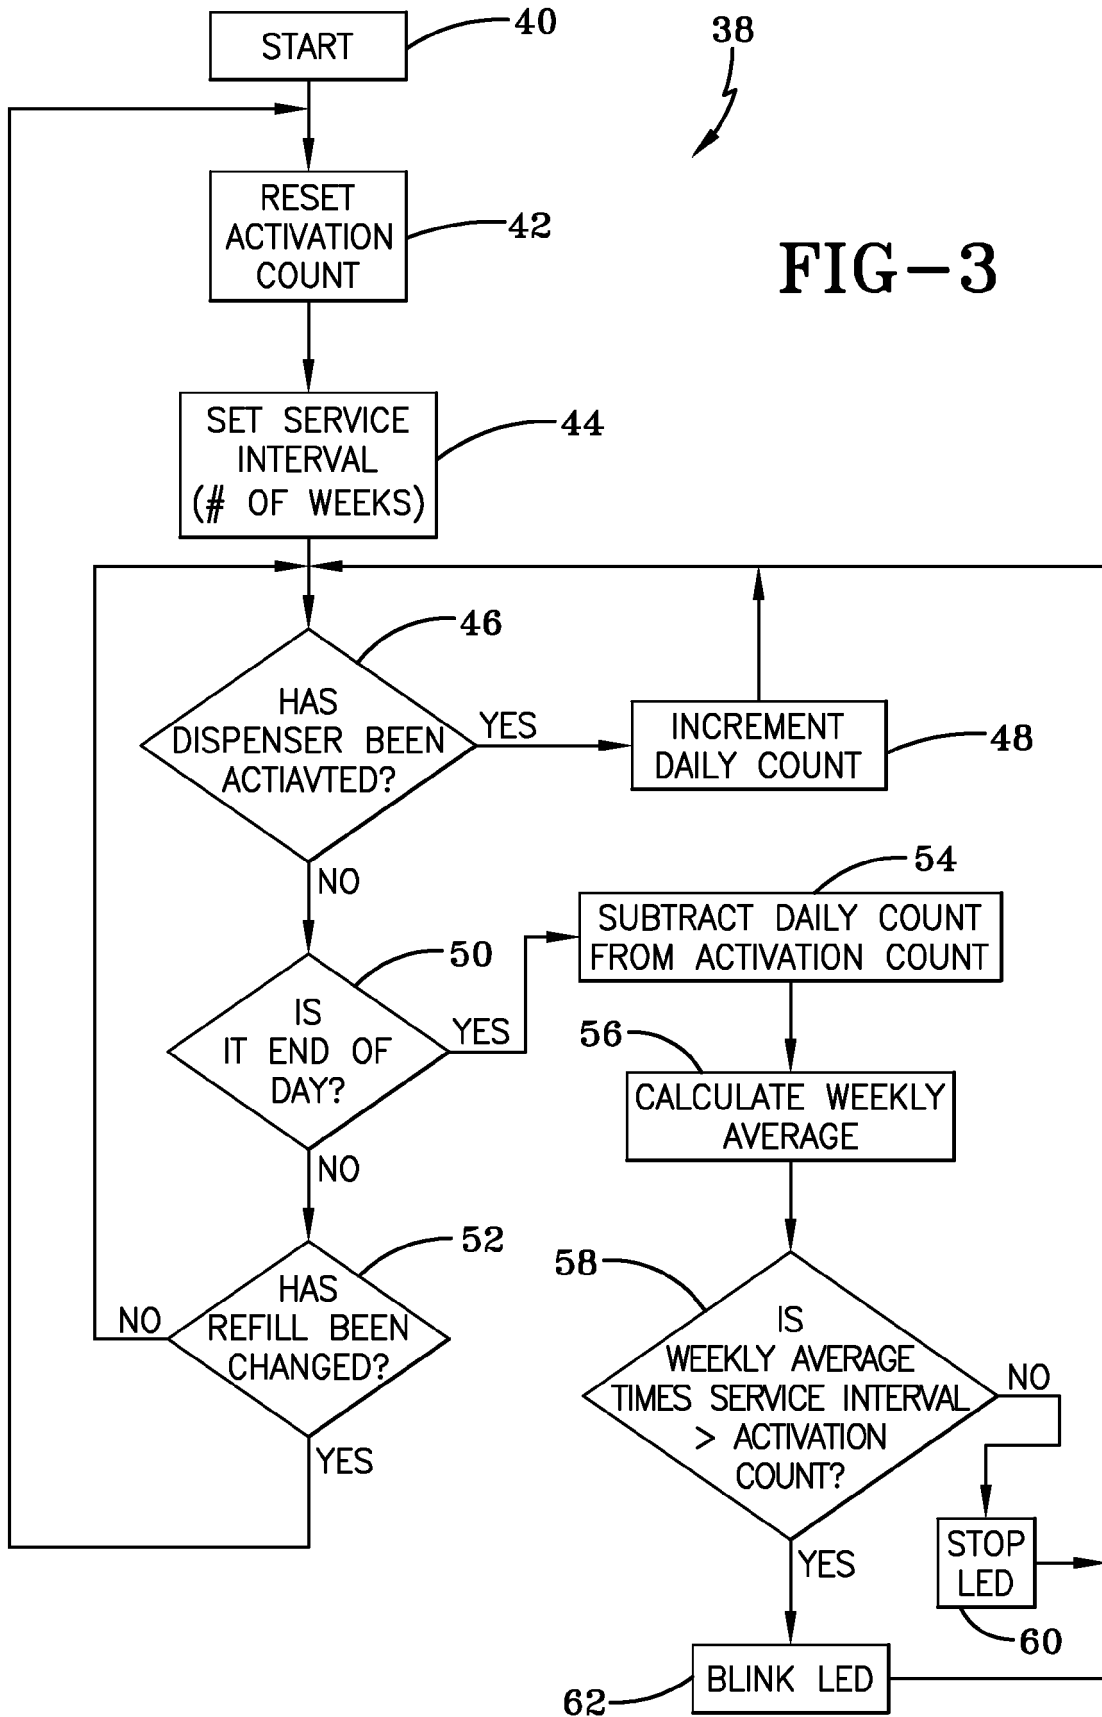 START
40
38
RESET
ACTIVATION
COUNT
42
FIG-3
SET SERVICE
INTERVAL
(# OF WEEKS)
44
46
HAS
DISPENSER BEEN
ACTIAVTED?
YES
INCREMENT
DAILY COUNT
48
NO
54
SUBTRACT DAILY COUNT
FROM ACTIVATION COUNT
50
IS
IT END OF
DAY?
YES
56
CALCULATE WEEKLY
AVERAGE
NO
52
HAS
REFILL BEEN
CHANGED?
NO
YES
58
IS
WEEKLY AVERAGE
TIMES SERVICE INTERVAL
> ACTIVATION
COUNT?
NO
YES
STOP
LED
60
62
BLINK LED